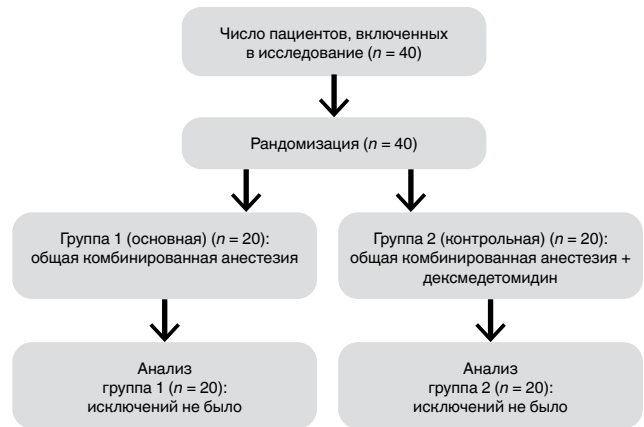 Число пациентов, включенных
в исследование (n = 40)
Рандомизация (n = 40)
Группа 1 (основная) (n = 20):
общая комбинированная анестезия
Группа 2 (контрольная) (n = 20):
общая комбинированная анестезия +
дексмедетомидин
Анализ
группа 1 (n = 20):
исключений не было
Анализ
группа 2 (n = 20):
исключений не было